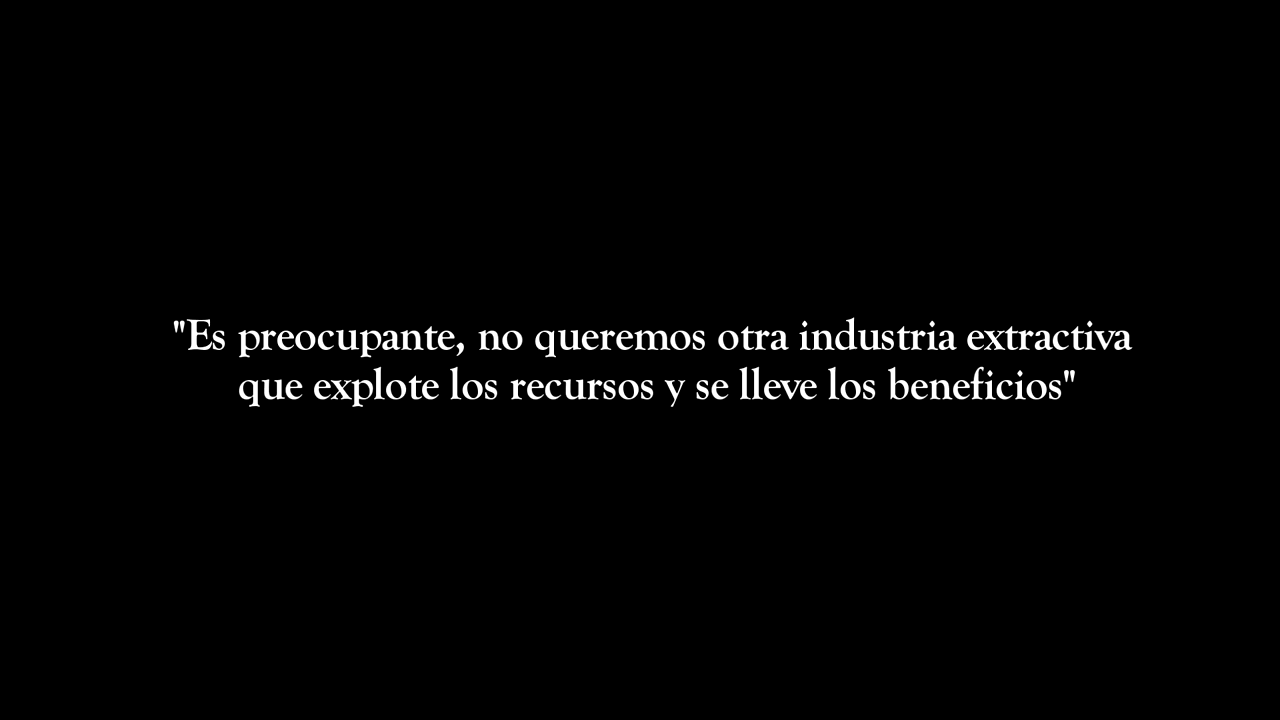 "Es preocupante, no queremos otra industria extractiva
que explote los recursos y se lleve los beneficios"